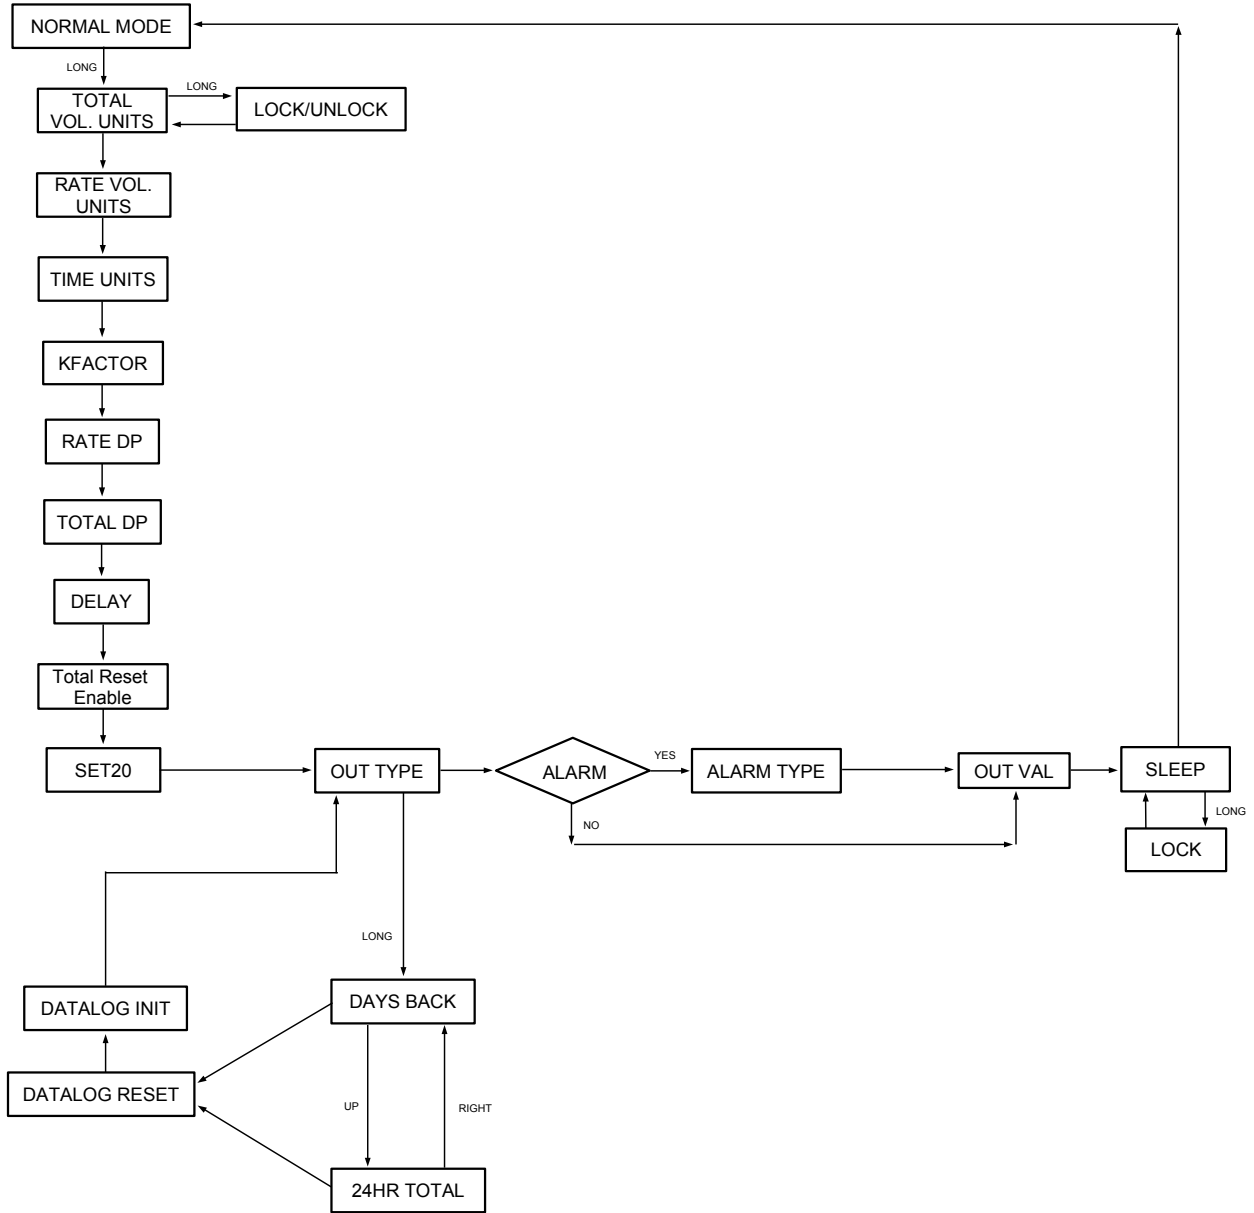 NORMAL MODE
LONG
TOTAL
VOL. UNITS
LONG
LOCK/UNLOCK
RATE VOL.
UNITS
TIME UNITS
KFACTOR
RATE DP
TOTAL DP
DELAY
Total Reset
Enable
SET20
OUT TYPE
ALARM
YES
ALARM TYPE
OUT VAL
SLEEP
NO
LONG
LOCK
LONG
DATALOG INIT
DAYS BACK
DATALOG RESET
UP
RIGHT
24HR TOTAL